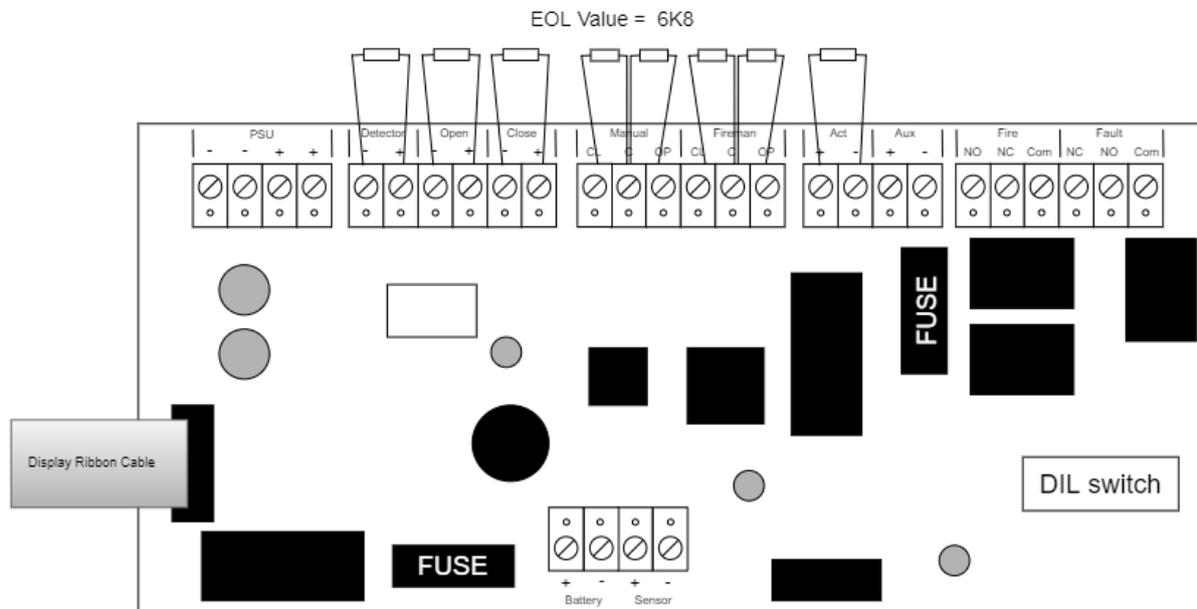 EOL Value = 6K8
PSU Detector Open Close Manual Fireman Act Aux Fire Fault
- - + + - + - + - + CL C OP CL C OP + - + - NO NC Com NC NO Com
FUSE
Display Ribbon Cable
DIL switch
FUSE
+ - + -
Battery Sensor